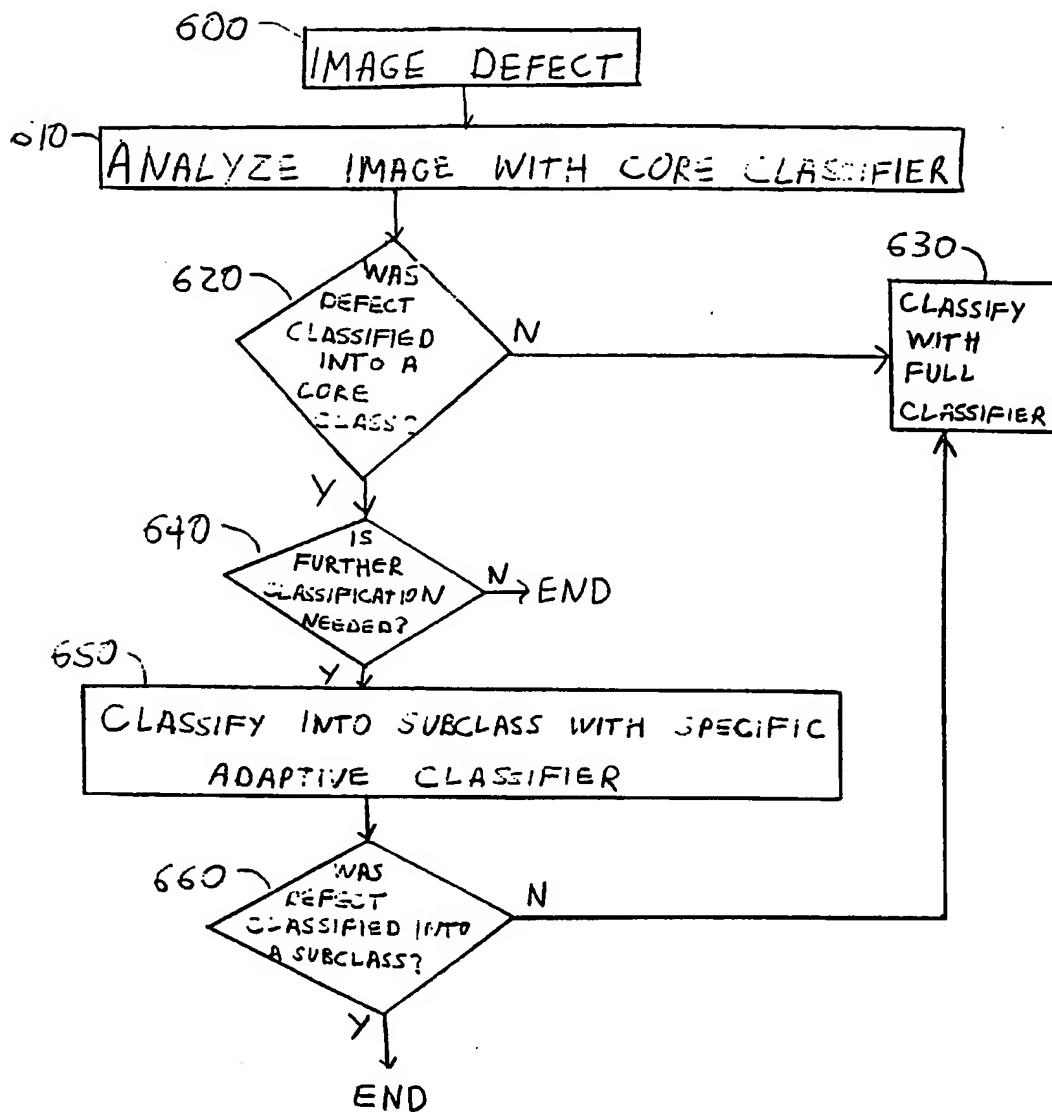 600
IMAGE DEFECT
610
ANALYZE IMAGE WITH CORE CLASSIFIER
620
WAS
DEFECT
CLASSIFIED
INTO A
CORE
CLASS?
N
630
CLASSIFY
WITH
FULL
CLASSIFIER
Y
640
IS
FURTHER
CLASSIFICATION
NEEDED?
N
END
Y
650
CLASSIFY INTO SUBCLASS WITH SPECIFIC
ADAPTIVE CLASSIFIER
660
WAS
DEFECT
CLASSIFIED INTO
A SUBCLASS?
N
Y
END